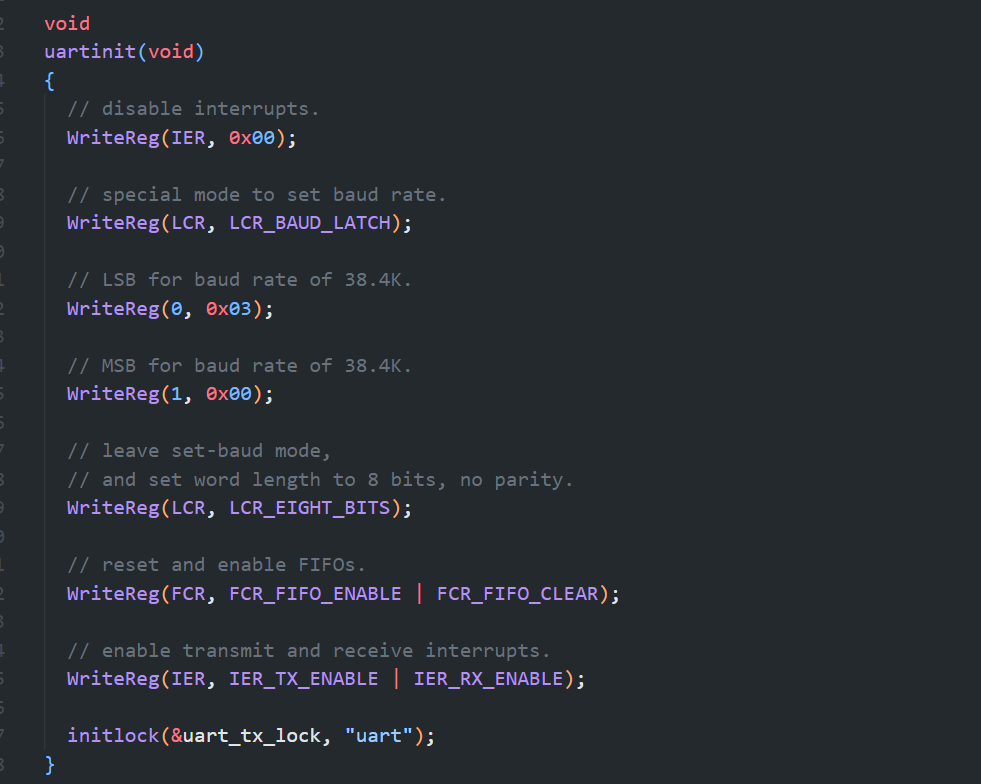 void
uartinit(void)
{
  // disable interrupts.
  WriteReg(IER, 0x00);

  // special mode to set baud rate.
  WriteReg(LCR, LCR_BAUD_LATCH);

  // LSB for baud rate of 38.4K.
  WriteReg(0, 0x03);

  // MSB for baud rate of 38.4K.
  WriteReg(1, 0x00);

  // leave set-baud mode,
  // and set word length to 8 bits, no parity.
  WriteReg(LCR, LCR_EIGHT_BITS);

  // reset and enable FIFOs.
  WriteReg(FCR, FCR_FIFO_ENABLE | FCR_FIFO_CLEAR);

  // enable transmit and receive interrupts.
  WriteReg(IER, IER_TX_ENABLE | IER_RX_ENABLE);

  initlock(&uart_tx_lock, "uart");
}